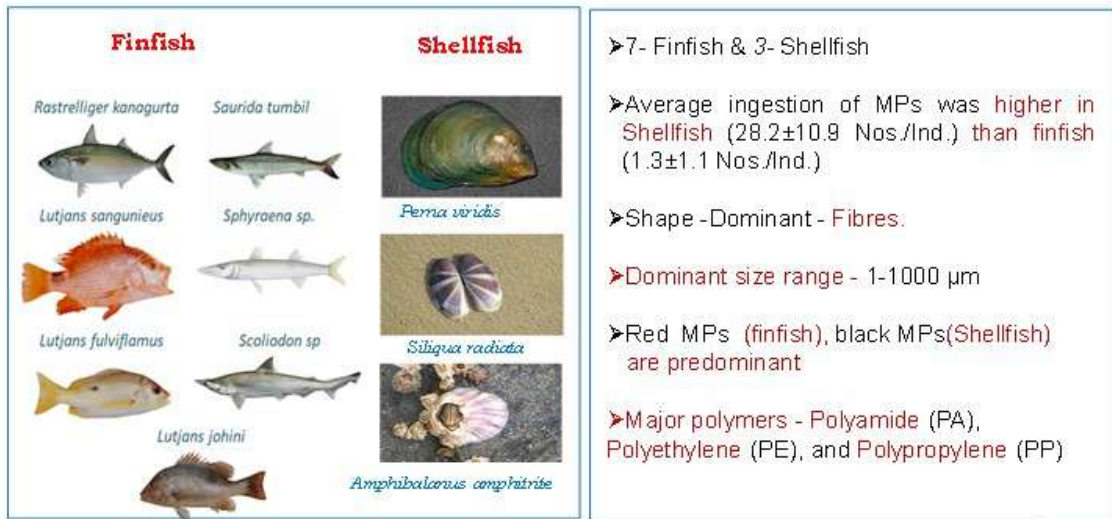 Finfish
Shellfish
Rastrelliger kanagurta
Saurida tumbil
Lutjans sangunieus
Sphyraena sp.
Lutjans fulviflamus
Scoliodon sp
Lutjans johini
Perna viridis
Siliqua radiata
Amphibalanus amphitrite
➢7- Finfish & 3- Shellfish
➢Average ingestion of MPs was higher in
Shellfish (28.2±10.9 Nos./Ind.) than finfish
(1.3±1.1 Nos./Ind.)
➢Shape -Dominant - Fibres.
➢Dominant size range - 1-1000 µm
➢Red MPs (finfish), black MPs(Shellfish)
are predominant
➢Major polymers - Polyamide (PA),
Polyethylene (PE), and Polypropylene (PP)